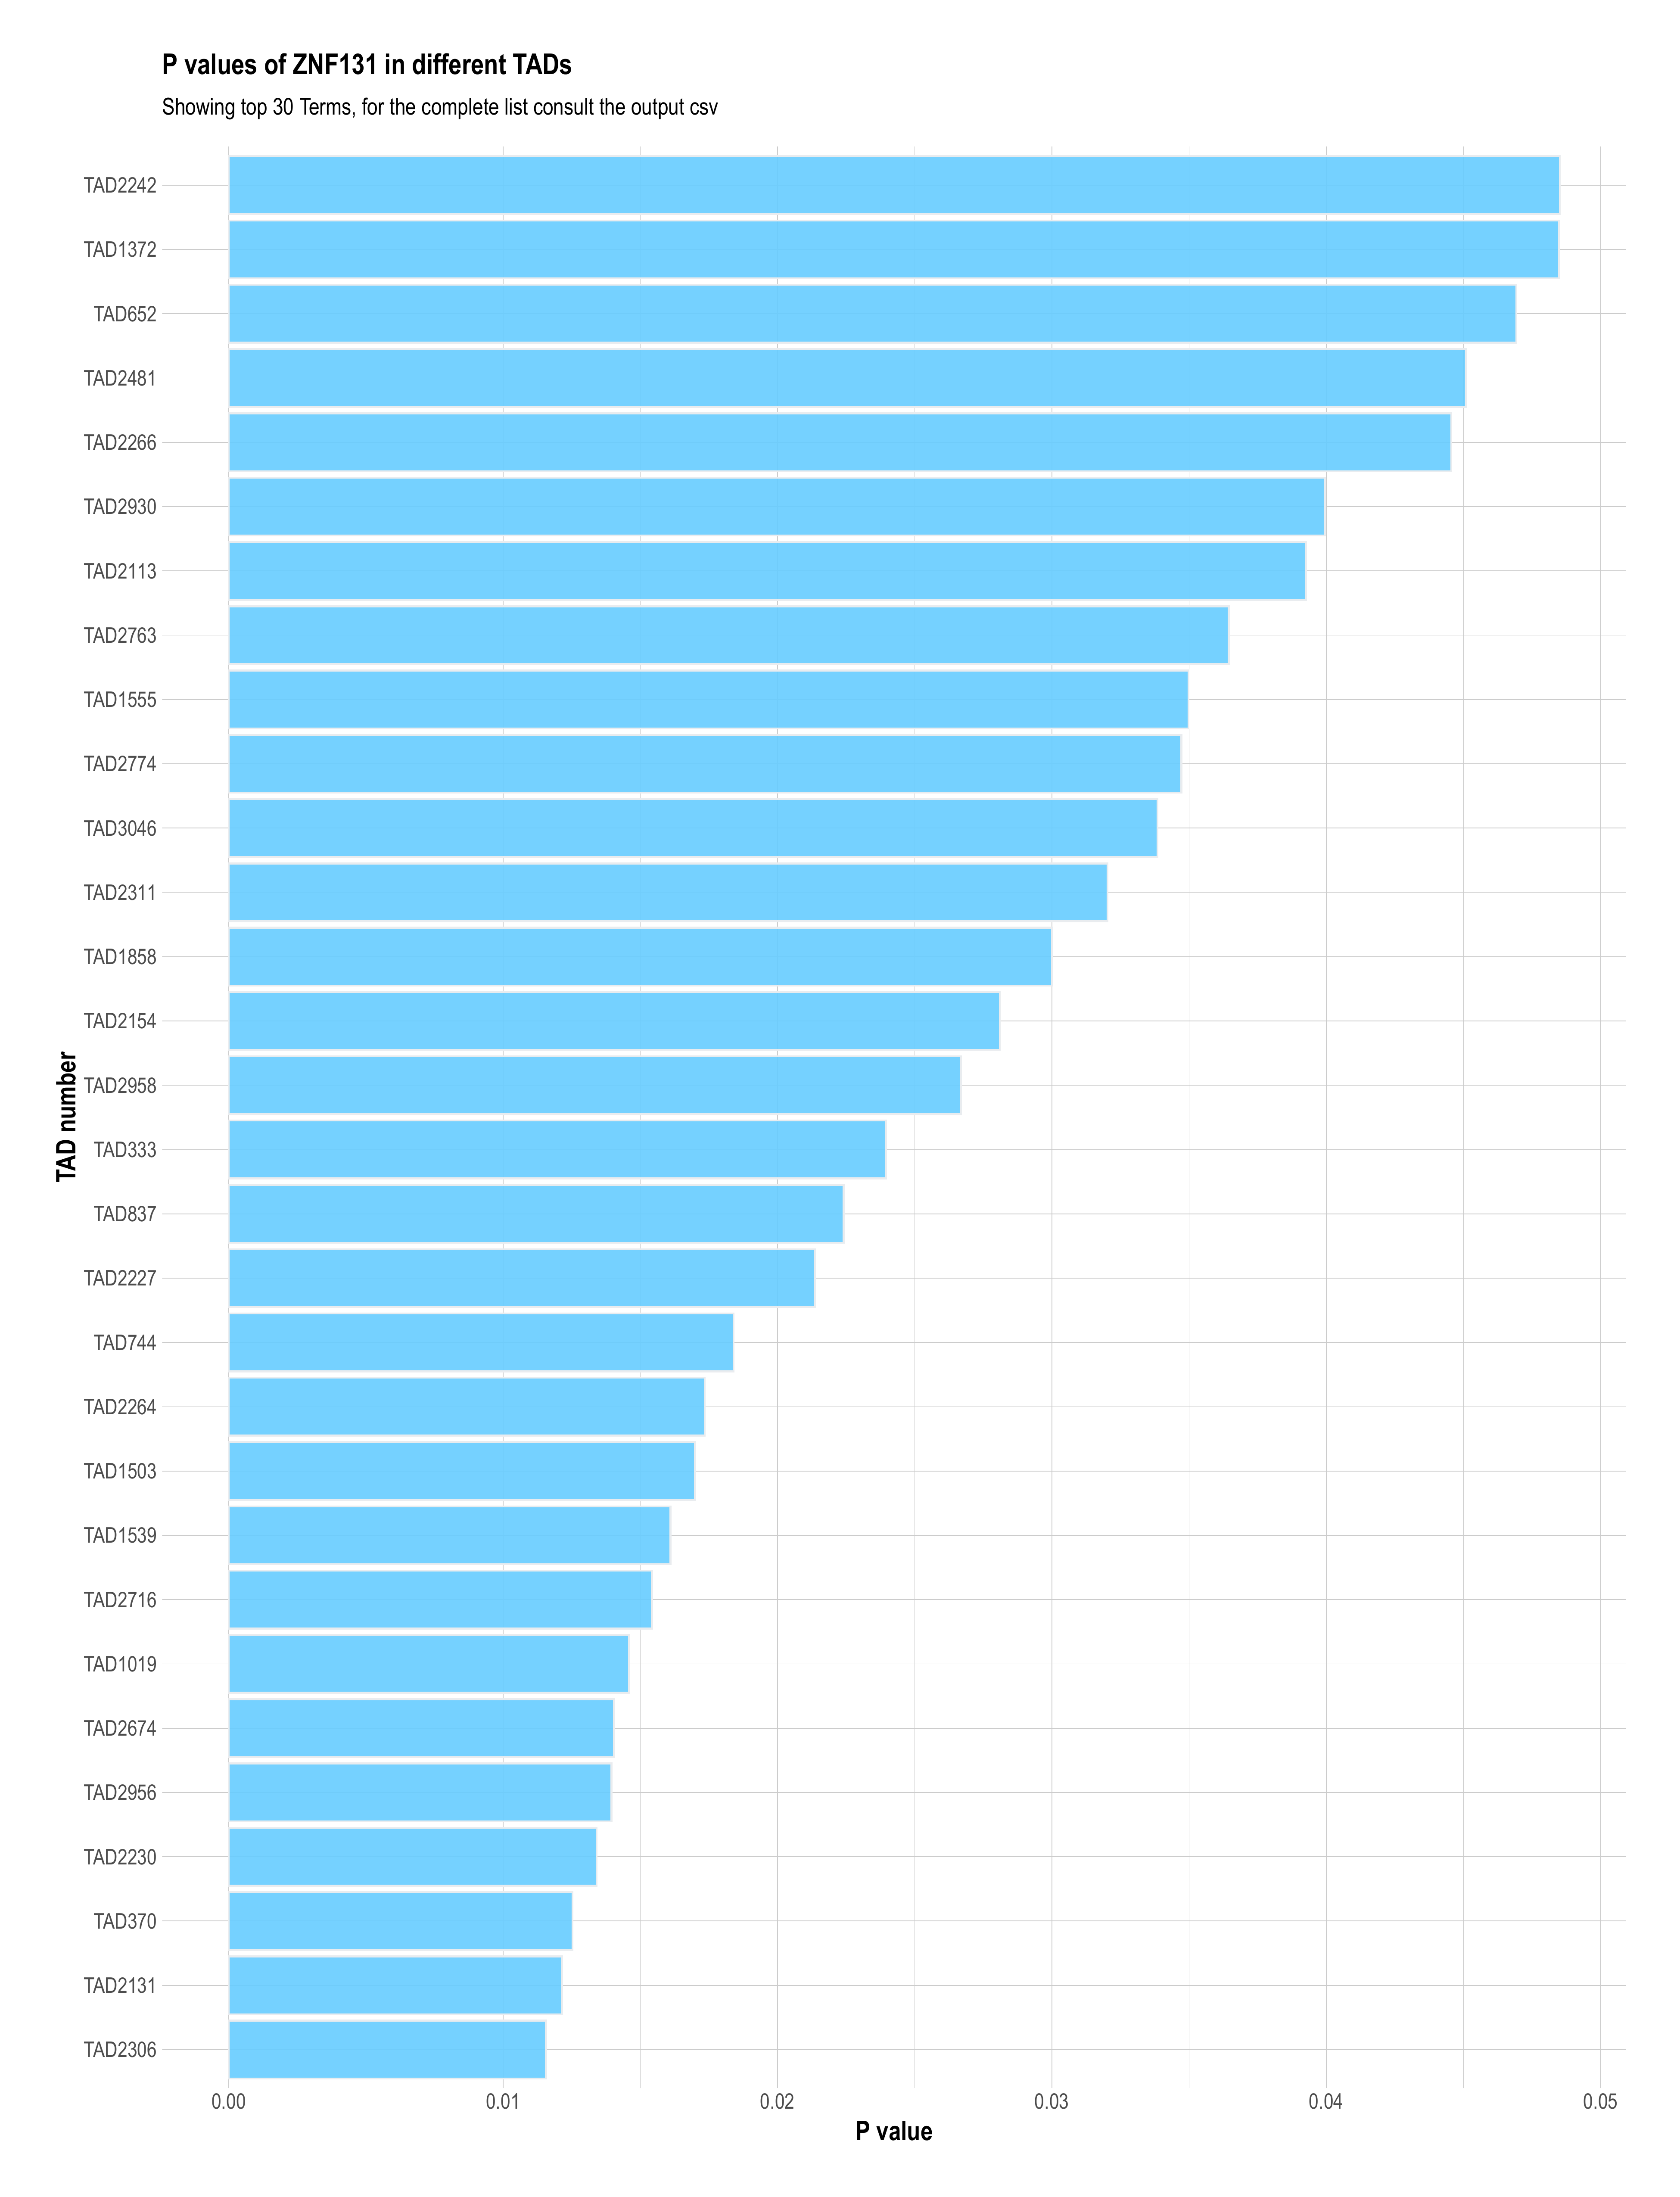 P values of ZNF131 in different TADs
Showing top 30 Terms, for the complete list consult the output csv
TAD number
TAD2242
TAD1372
TAD652
TAD2481
TAD2266
TAD2930
TAD2113
TAD2763
TAD1555
TAD2774
TAD3046
TAD2311
TAD1858
TAD2154
TAD2958
TAD333
TAD837
TAD2227
TAD744
TAD2264
TAD1503
TAD1539
TAD2716
TAD1019
TAD2674
TAD2956
TAD2230
TAD370
TAD2131
TAD2306
0.00 0.01 0.02 0.03 0.04 0.05
P value